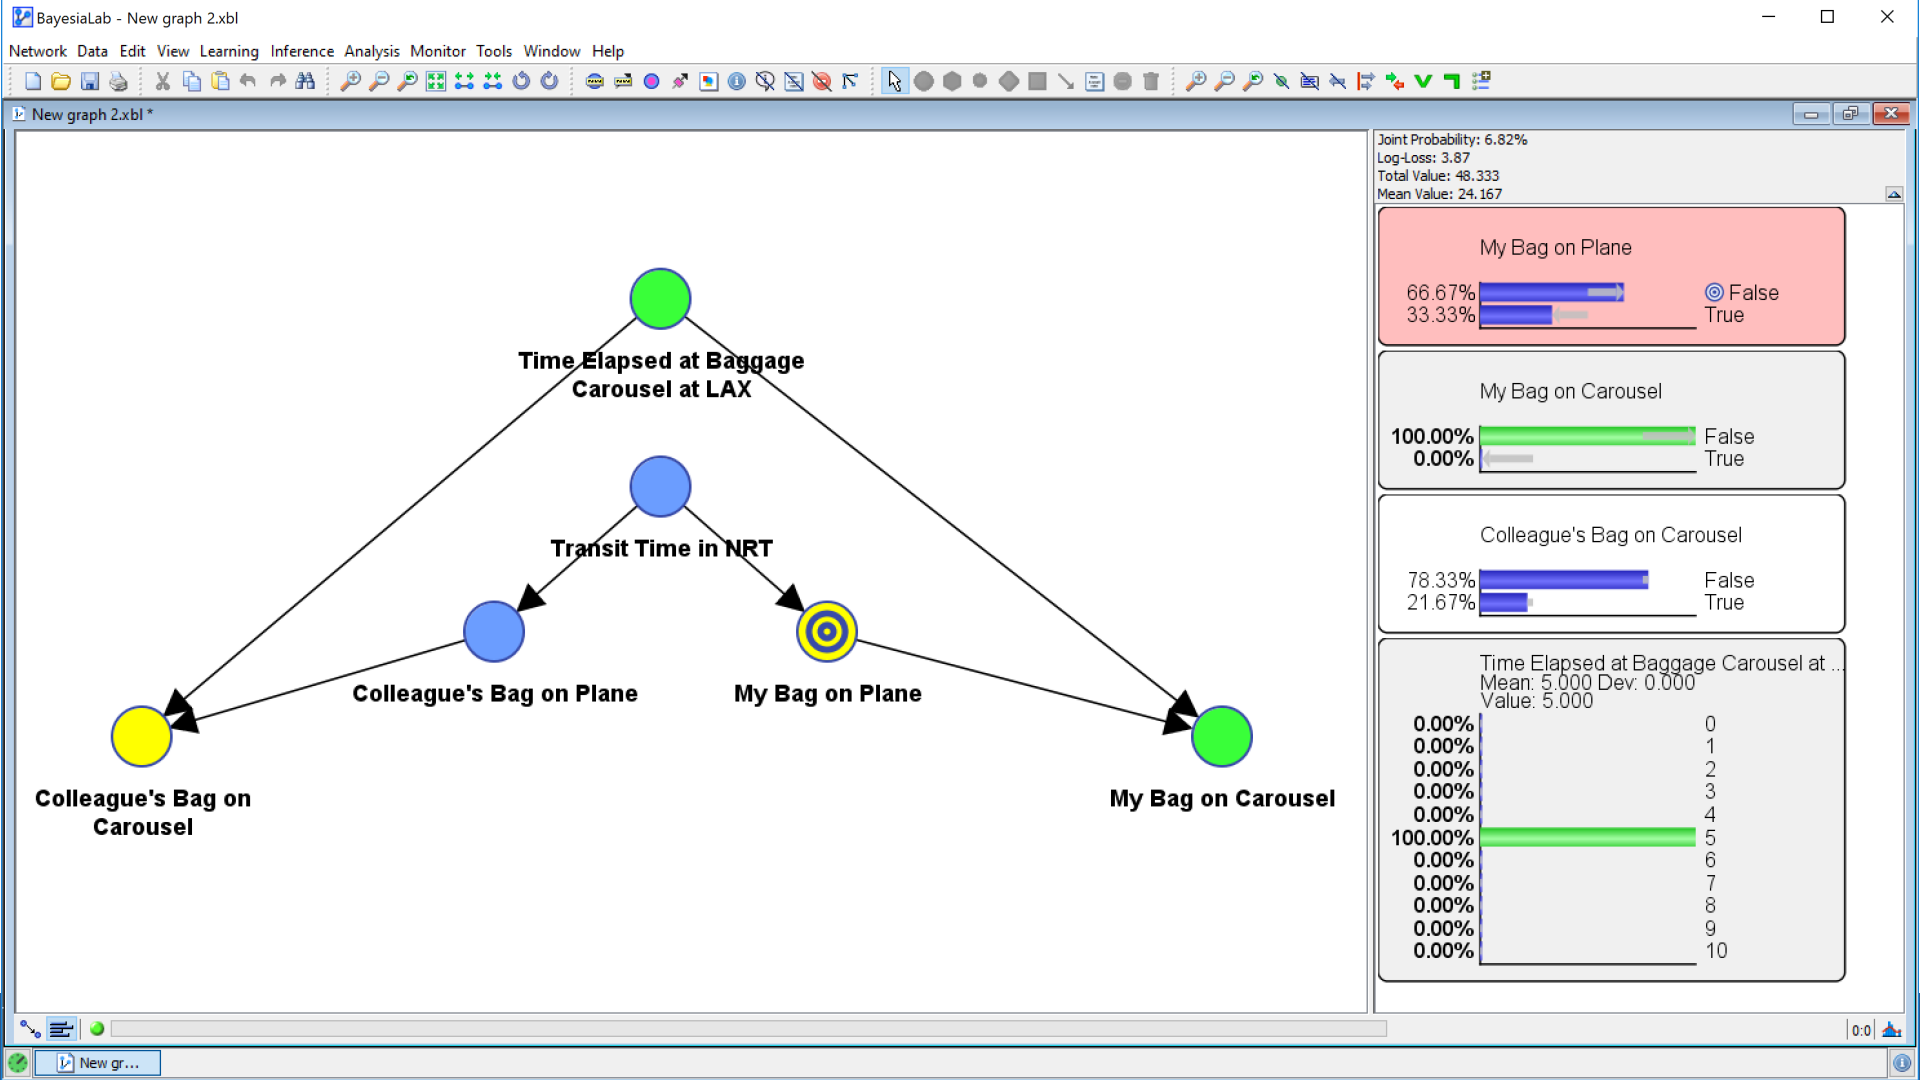 BayesiaLab - New graph 2.xbl
Network Data Edit View Learning Inference Analysis Monitor Tools Window Help
New graph 2.xbl *
Time Elapsed at Baggage
Carousel at LAX
Transit Time in NRT
Colleague's Bag on Plane
My Bag on Plane
Colleague's Bag on
Carousel
My Bag on Carousel
Joint Probability: 6.82%
Log-Loss: 3.87
Total Value: 48.333
Mean Value: 24.167
My Bag on Plane
66.67% False
33.33% True
My Bag on Carousel
100.00% False
0.00% True
Colleague's Bag on Carousel
78.33% False
21.67% True
Time Elapsed at Baggage Carousel at ...
Mean: 5.000 Dev: 0.000
Value: 5.000
0.00% 0
0.00% 1
0.00% 2
0.00% 3
0.00% 4
100.00% 5
0.00% 6
0.00% 7
0.00% 8
0.00% 9
0.00% 10
0:0
New gr...